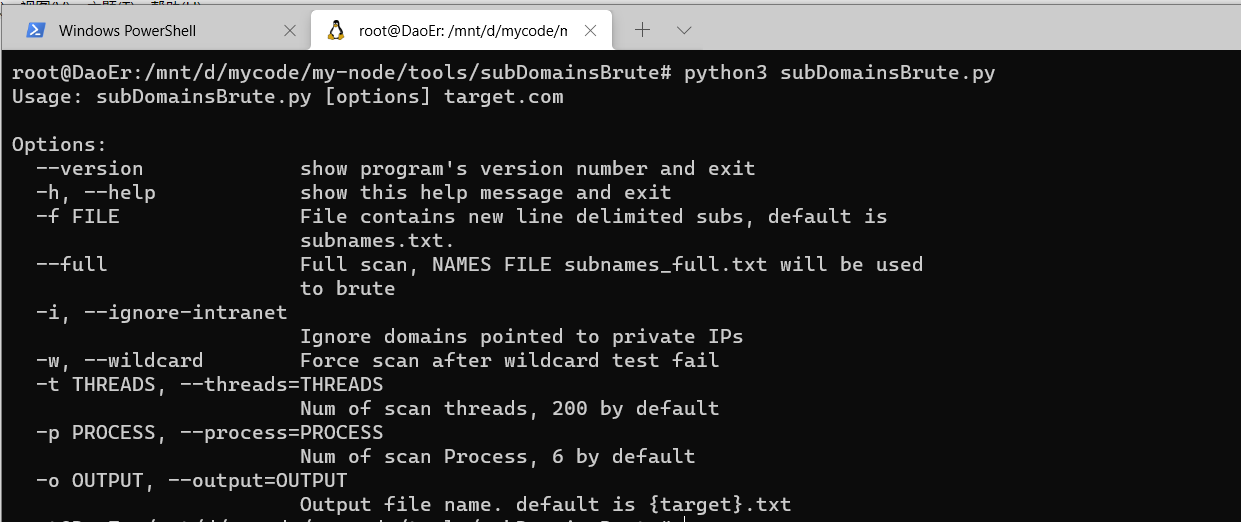 Windows PowerShell
root@DaoEr: /mnt/d/mycode/m
root@DaoEr:/mnt/d/mycode/my-node/tools/subDomainsBrute# python3 subDomainsBrute.py
Usage: subDomainsBrute.py [options] target.com
Options:
--version show program's version number and exit
-h, --help show this help message and exit
-f FILE File contains new line delimited subs, default is
subnames.txt.
--full Full scan, NAMES FILE subnames_full.txt will be used
to brute
-i, --ignore-intranet
Ignore domains pointed to private IPs
-w, --wildcard Force scan after wildcard test fail
-t THREADS, --threads=THREADS
Num of scan threads, 200 by default
-p PROCESS, --process=PROCESS
Num of scan Process, 6 by default
-o OUTPUT, --output=OUTPUT
Output file name. default is {target}.txt